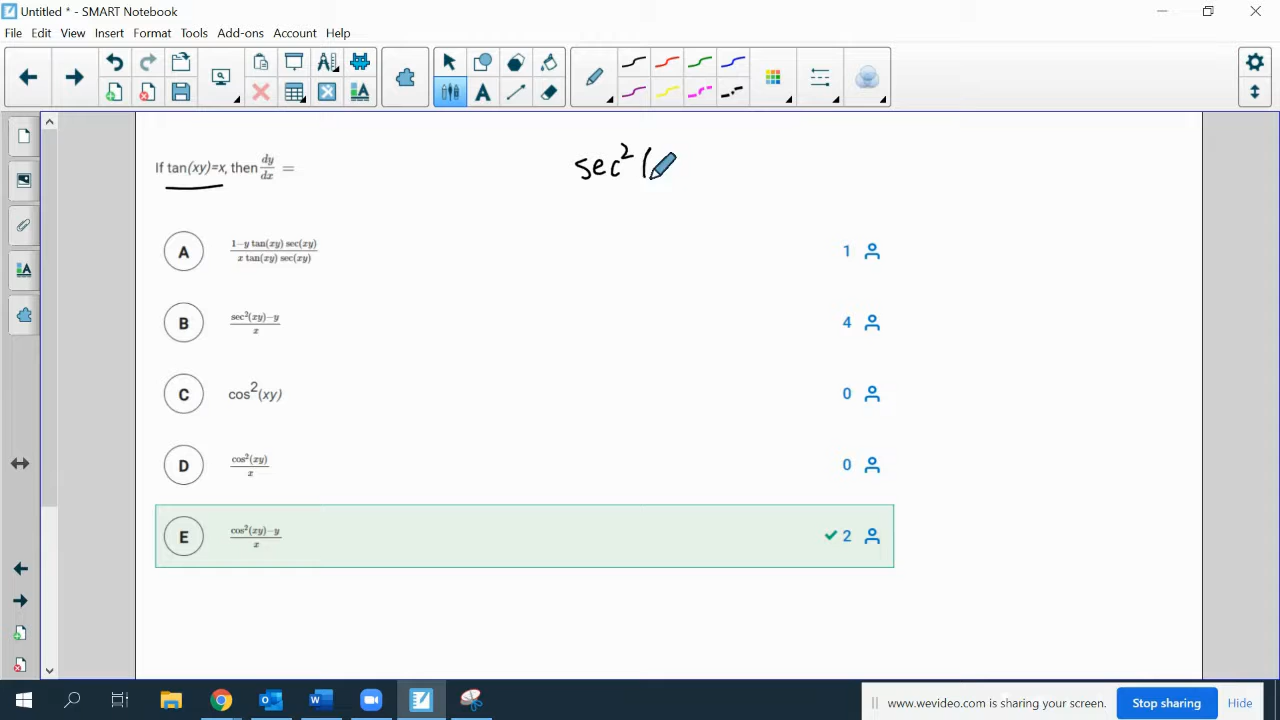 Untitled * - SMART Notebook
File Edit View Insert Format Tools Add-ons Account Help
If tan(xy)=x, then dy/dx =
sec² (
A (1−y tan(xy) sec(xy))/(x tan(xy) sec(xy)) 1
B (sec²(xy)−y)/x 4
C cos²(xy) 0
D cos²(xy)/x 0
E (cos²(xy)−y)/x 2
www.wevideo.com is sharing your screen. Stop sharing Hide